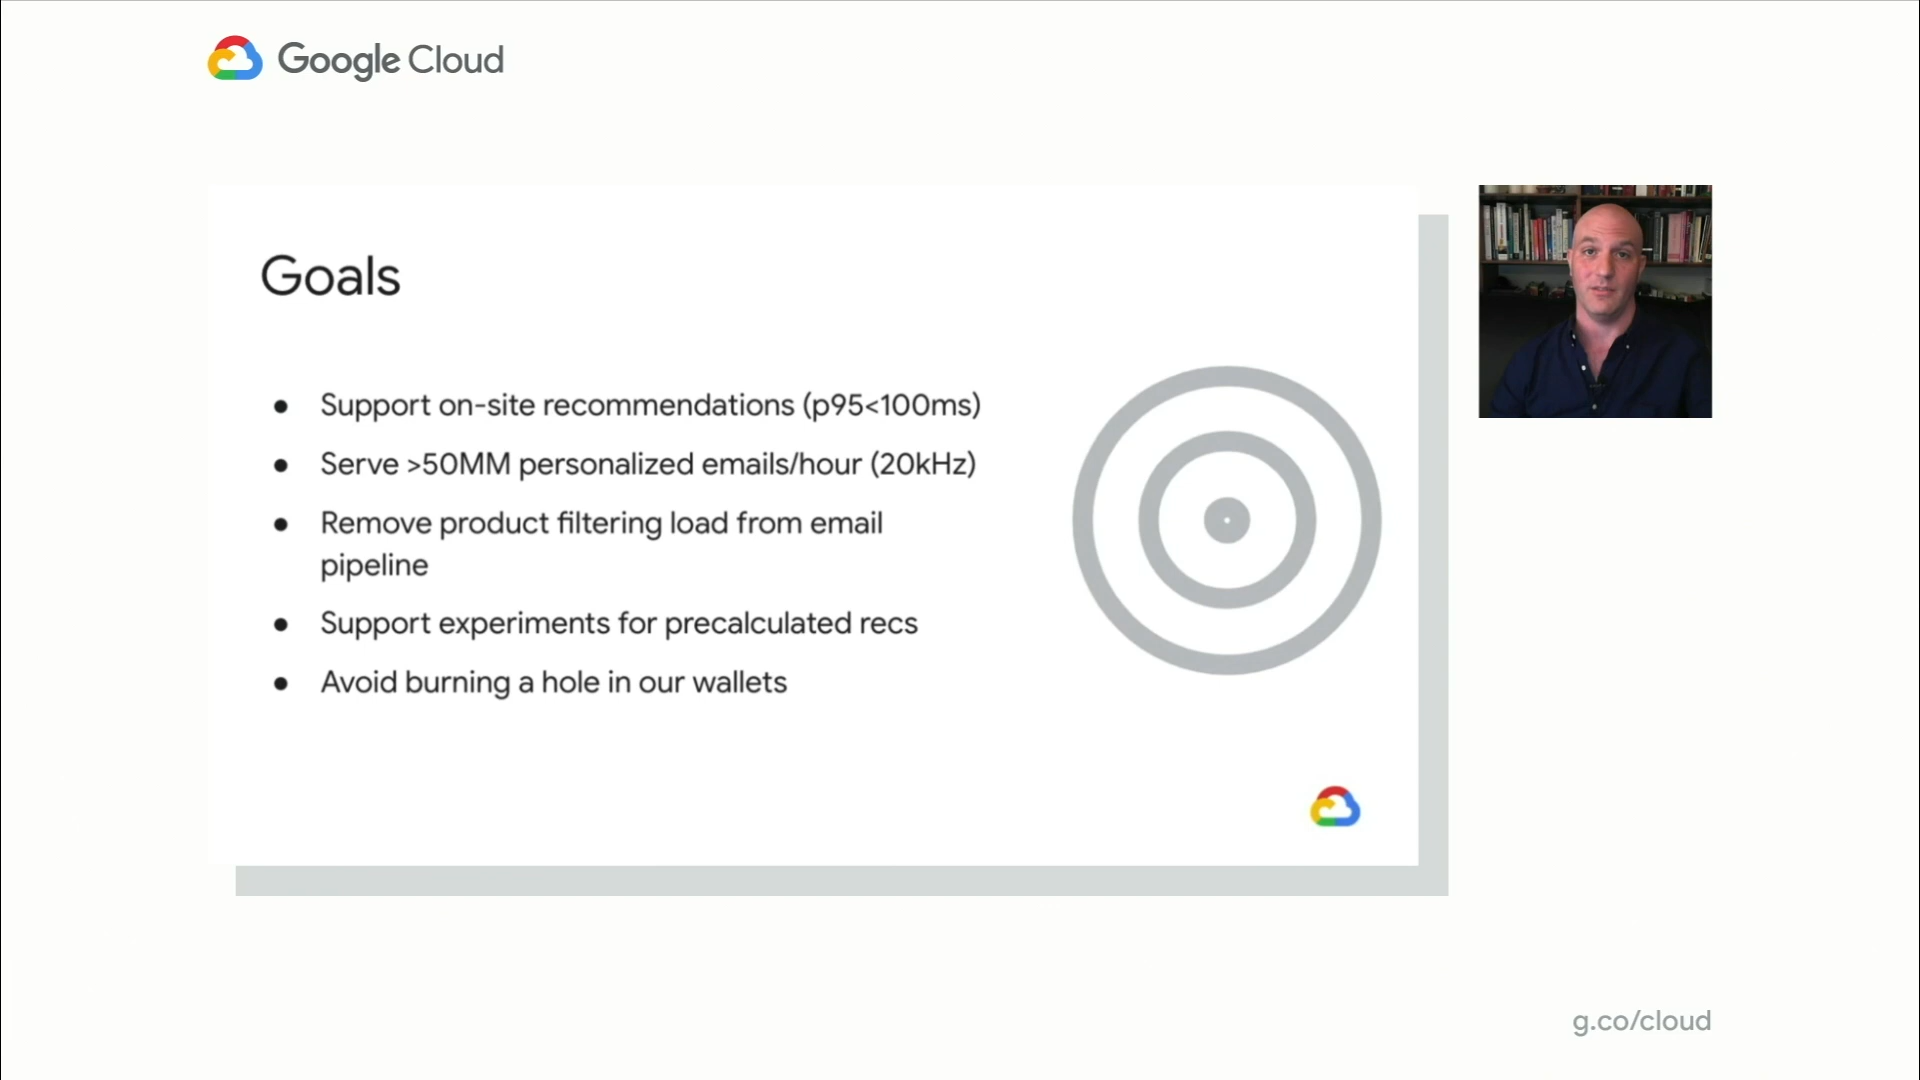 Google Cloud
Goals
● Support on-site recommendations (p95<100ms)
● Serve >50MM personalized emails/hour (20kHz)
● Remove product filtering load from email
pipeline
● Support experiments for precalculated recs
● Avoid burning a hole in our wallets
g.co/cloud